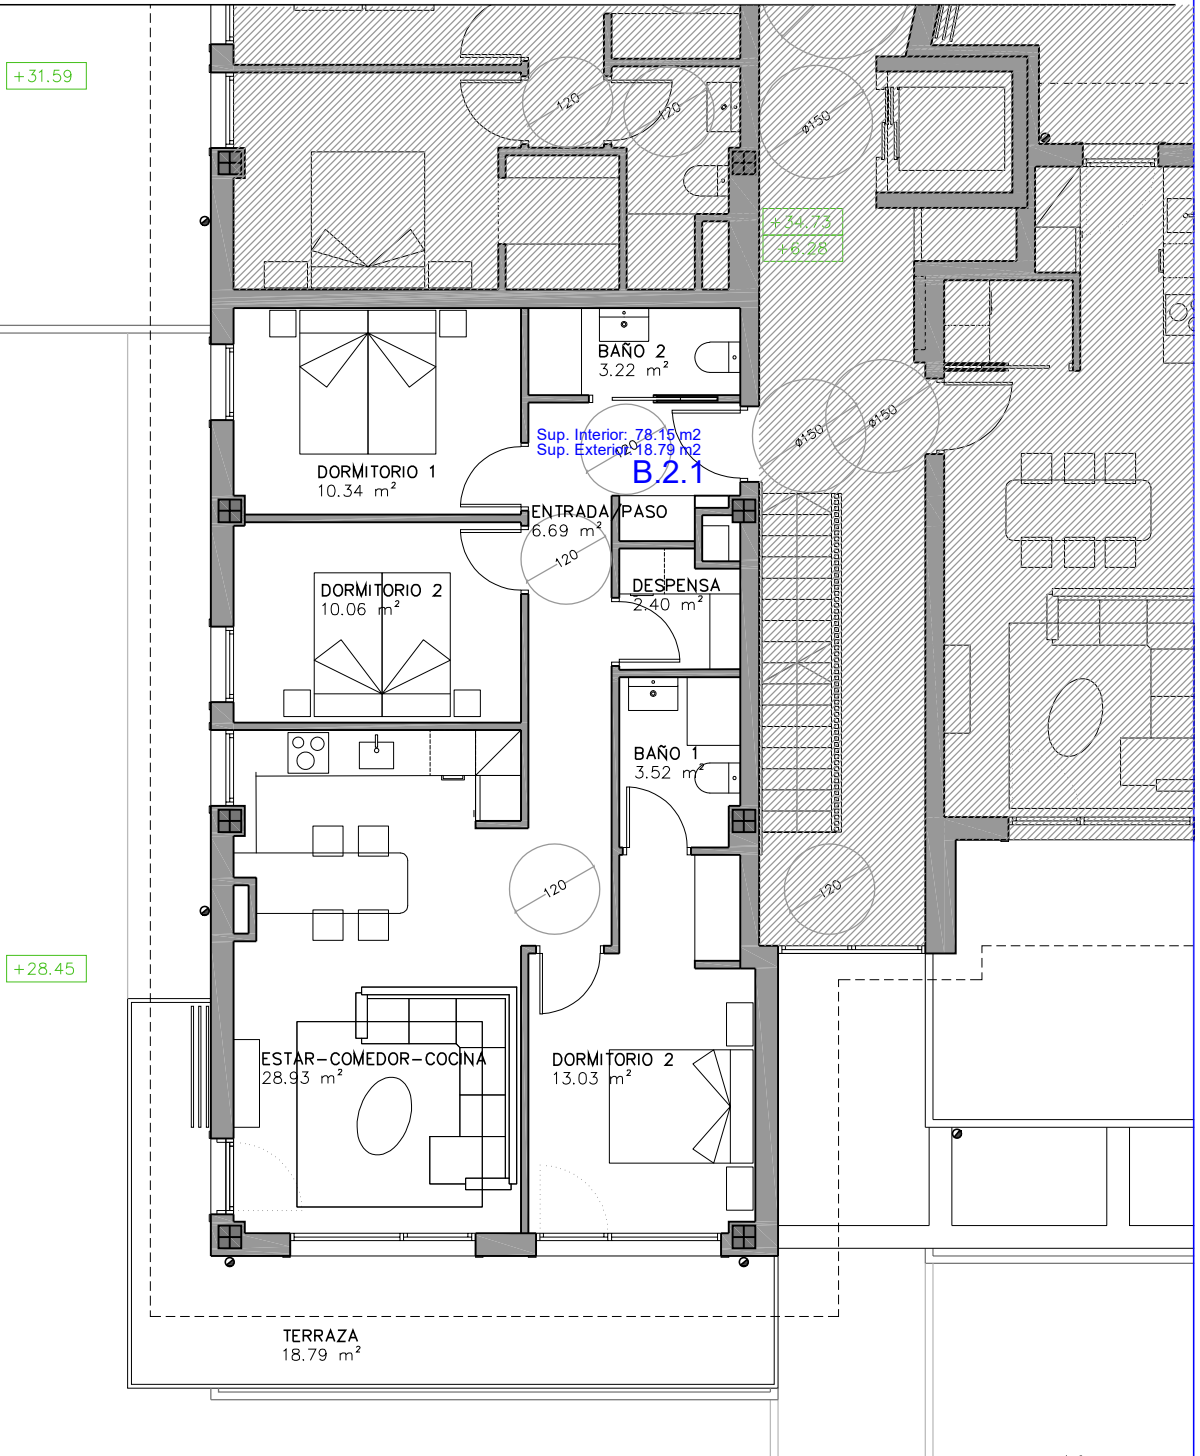 +31.59
120
120
ø150
+34.73
+6.28
BAÑO 2
3.22 m²
ø150
ø150
Sup. Interior: 78.15 m2
Sup. Exterior: 18.79 m2
120
B.2.1
DORMITORIO 1
10.34 m²
ENTRADA/PASO
6.69 m²
120
DORMITORIO 2
10.06 m²
DESPENSA
2.40 m²
BAÑO 1
3.52 m²
120
120
+28.45
ESTAR-COMEDOR-COCINA
28.93 m²
DORMITORIO 2
13.03 m²
TERRAZA
18.79 m²